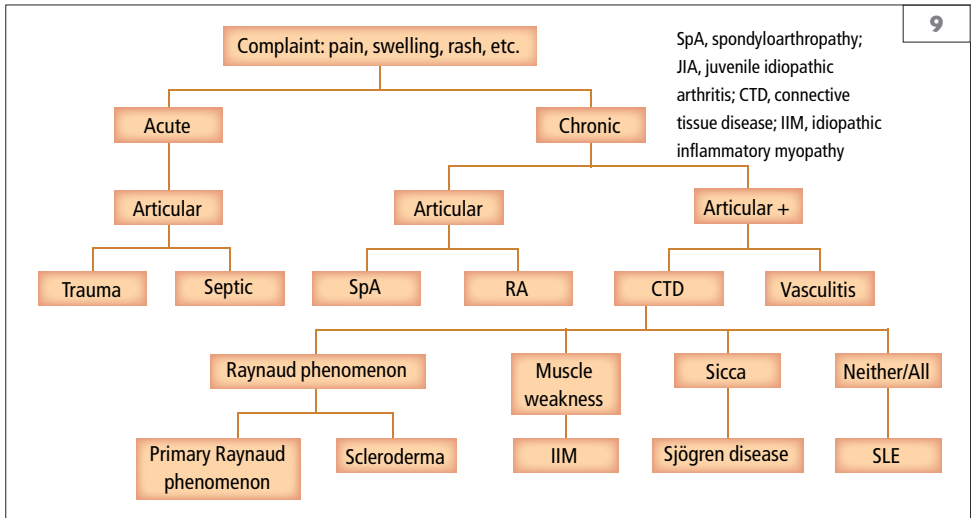 9
Complaint: pain, swelling, rash, etc.
SpA, spondyloarthropathy;
JIA, juvenile idiopathic
arthritis; CTD, connective
tissue disease; IIM, idiopathic
inflammatory myopathy
Acute
Chronic
Articular
Articular
Articular +
Trauma
Septic
SpA
RA
CTD
Vasculitis
Raynaud phenomenon
Muscle
weakness
Sicca
Neither/All
Primary Raynaud
phenomenon
Scleroderma
IIM
Sjögren disease
SLE